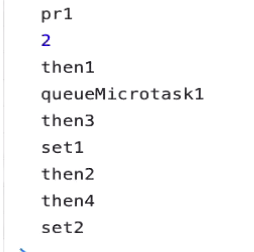 pr1
2
then1
queueMicrotask1
then3
set1
then2
then4
set2